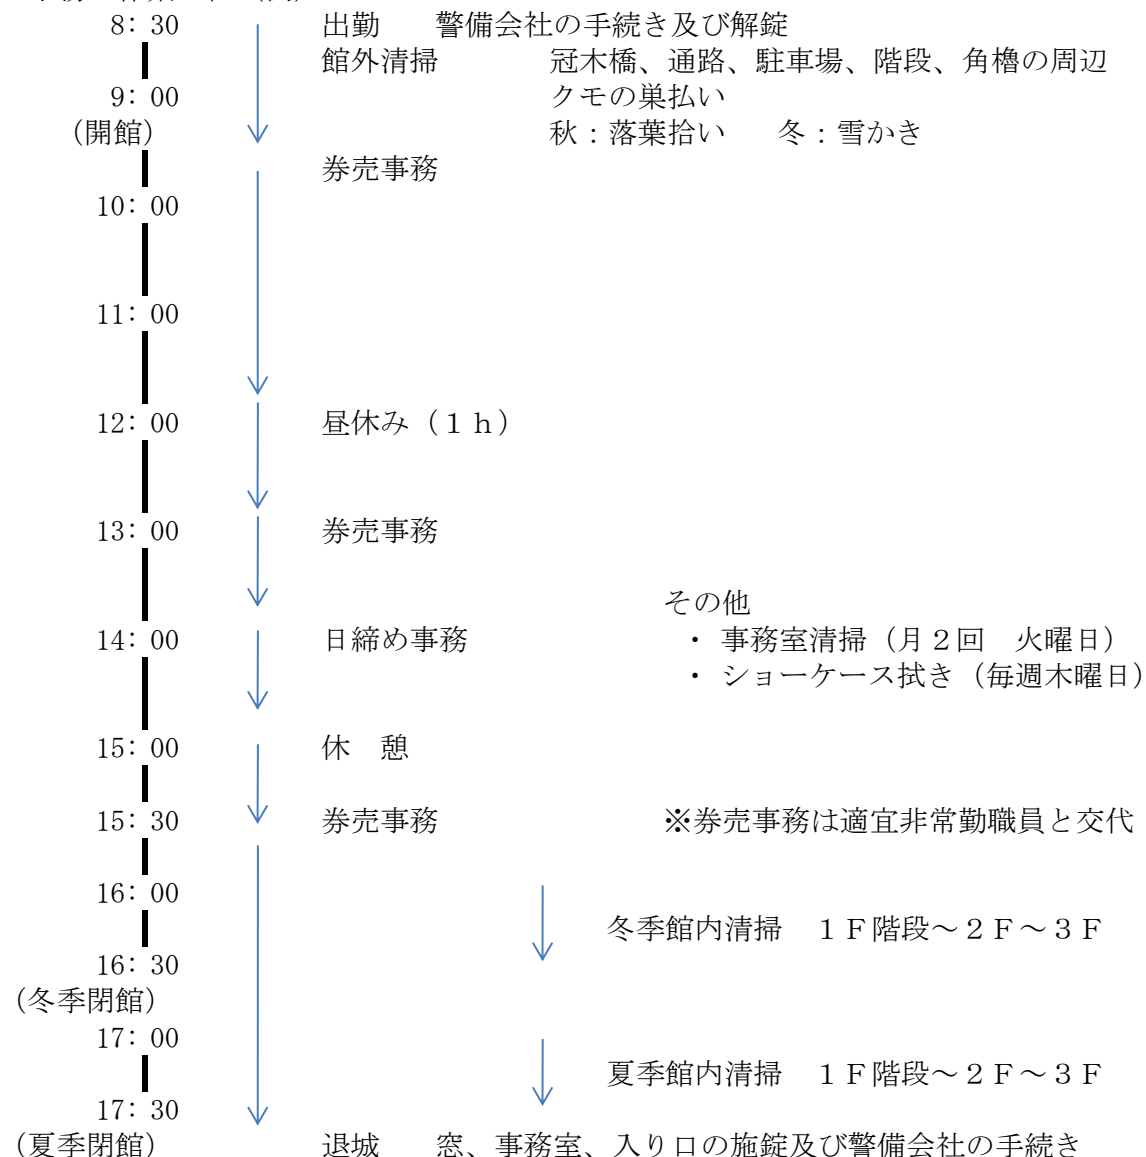 8:30 出勤 警備会社の手続き及び解錠
館外清掃 冠木橋、通路、駐車場、階段、角櫓の周辺
9:00 クモの巣払い
(開館) 秋：落葉拾い 冬：雪かき
券売事務
10:00
11:00
12:00 昼休み（１ｈ）
13:00 券売事務
その他
14:00 日締め事務 ・ 事務室清掃（月２回 火曜日）
・ ショーケース拭き（毎週木曜日）
15:00 休 憩
15:30 券売事務 ※券売事務は適宜非常勤職員と交代
16:00
冬季館内清掃 １Ｆ階段～２Ｆ～３Ｆ
16:30
(冬季閉館)
17:00
夏季館内清掃 １Ｆ階段～２Ｆ～３Ｆ
17:30
(夏季閉館) 退城 窓、事務室、入り口の施錠及び警備会社の手続き